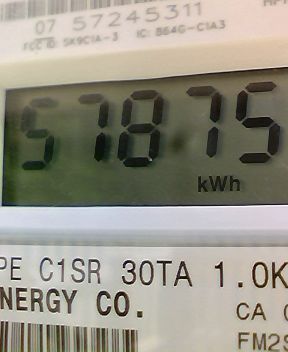 07 57245311
FCC ID: SK9C1A-3 IC: 864G-C1A3
57875
kWh
PE C1SR 30TA 1.0K
NERGY CO.
CA
FM2S